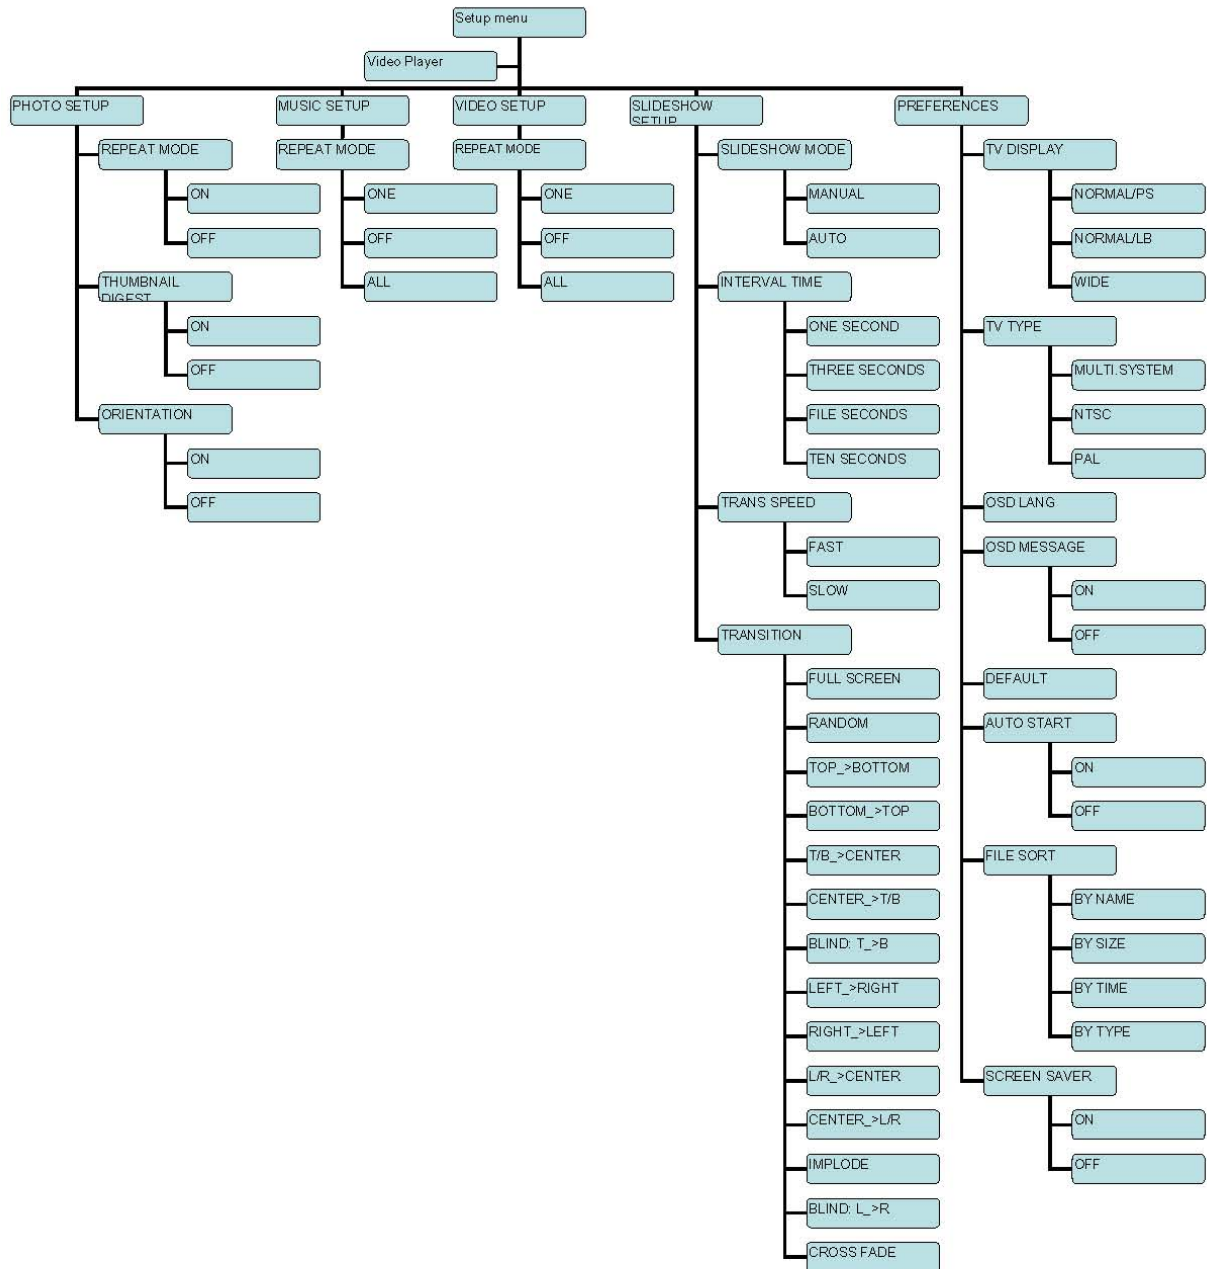 Setup menu
Video Player
PHOTO SETUP
REPEAT MODE
ON
OFF
THUMBNAIL
DIGEST
ON
OFF
ORIENTATION
ON
OFF
MUSIC SETUP
REPEAT MODE
ONE
OFF
ALL
VIDEO SETUP
REPEAT MODE
ONE
OFF
ALL
SLIDESHOW
SETUP
SLIDESHOW MODE
MANUAL
AUTO
INTERVAL TIME
ONE SECOND
THREE SECONDS
FILE SECONDS
TEN SECONDS
TRANS SPEED
FAST
SLOW
TRANSITION
FULL SCREEN
RANDOM
TOP_>BOTTOM
BOTTOM_>TOP
T/B_>CENTER
CENTER_>T/B
BLIND: T_>B
LEFT_>RIGHT
RIGHT_>LEFT
L/R_>CENTER
CENTER_>L/R
IMPLODE
BLIND: L_>R
CROSS FADE
PREFERENCES
TV DISPLAY
NORMAL/PS
NORMAL/LB
WIDE
TV TYPE
MULTI.SYSTEM
NTSC
PAL
OSD LANG
OSD MESSAGE
ON
OFF
DEFAULT
AUTO START
ON
OFF
FILE SORT
BY NAME
BY SIZE
BY TIME
BY TYPE
SCREEN SAVER
ON
OFF